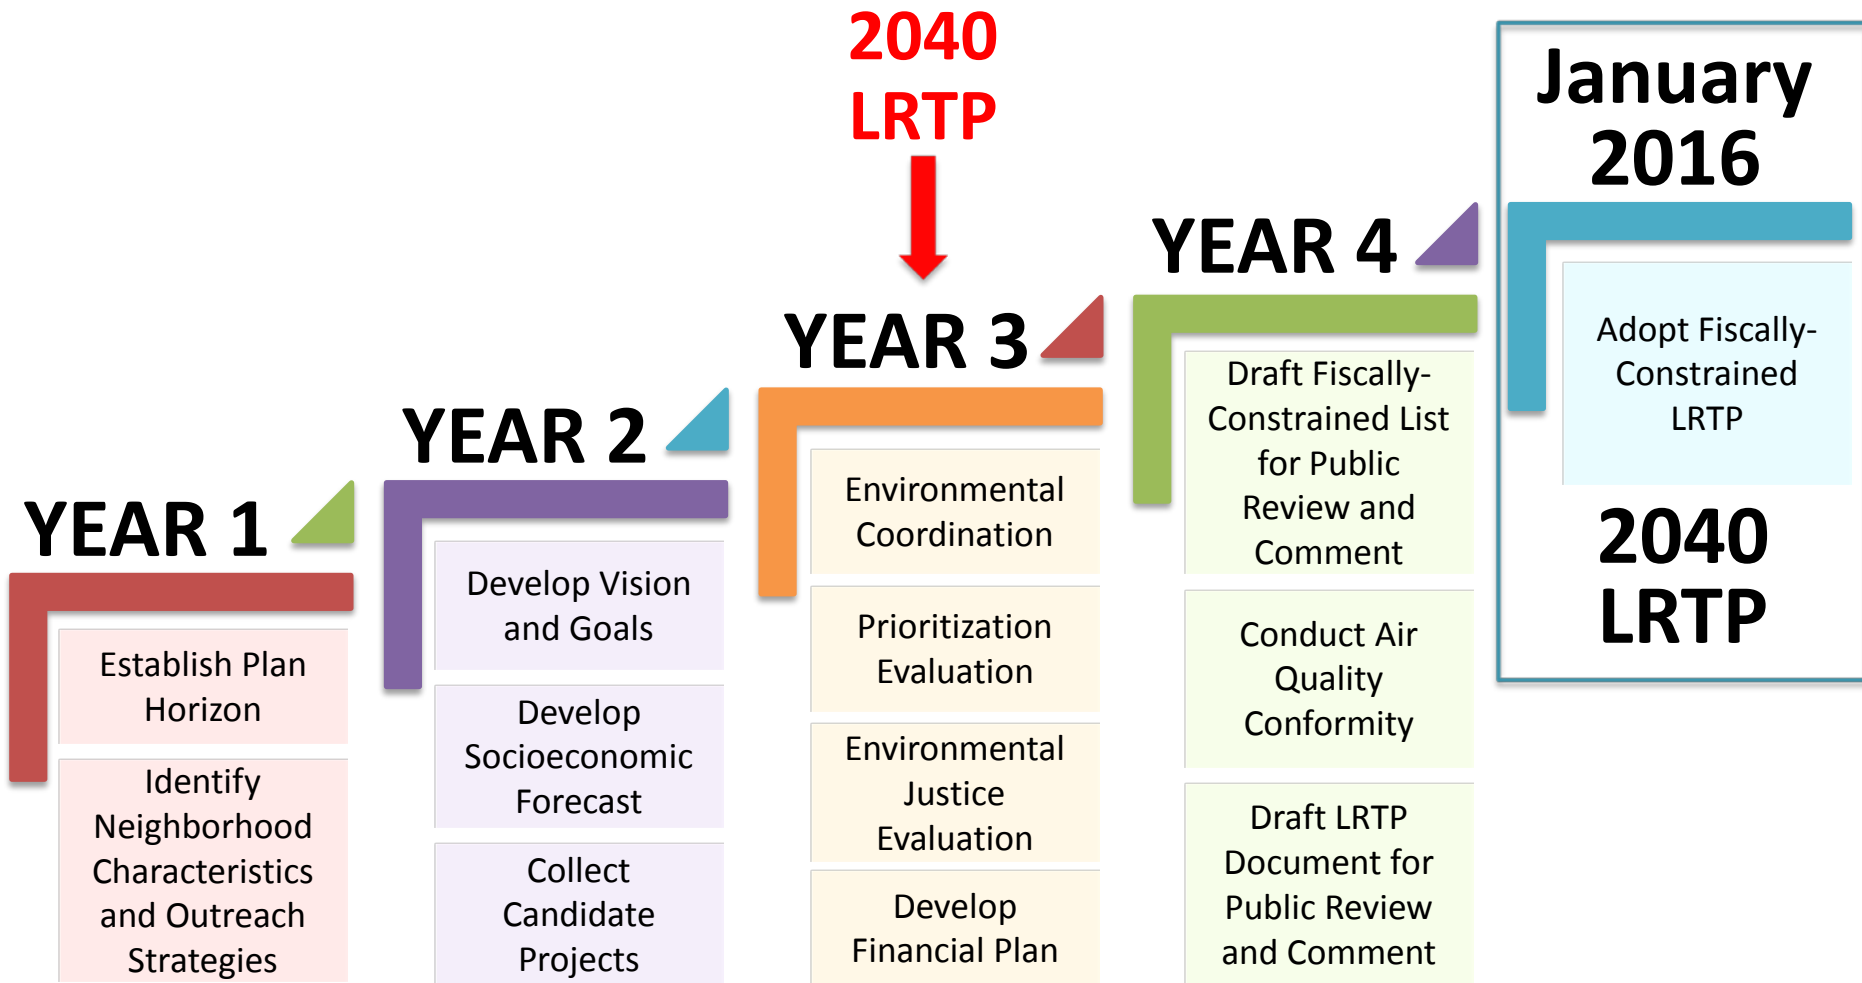 2040
LRTP
YEAR 1
Establish Plan
Horizon
Identify
Neighborhood
Characteristics
and Outreach
Strategies
YEAR 2
Develop Vision
and Goals
Develop
Socioeconomic
Forecast
Collect
Candidate
Projects
YEAR 3
Environmental
Coordination
Prioritization
Evaluation
Environmental
Justice
Evaluation
Develop
Financial Plan
YEAR 4
Draft Fiscally-
Constrained List
for Public
Review and
Comment
Conduct Air
Quality
Conformity
Draft LRTP
Document for
Public Review
and Comment
January
2016
Adopt Fiscally-
Constrained
LRTP
2040
LRTP